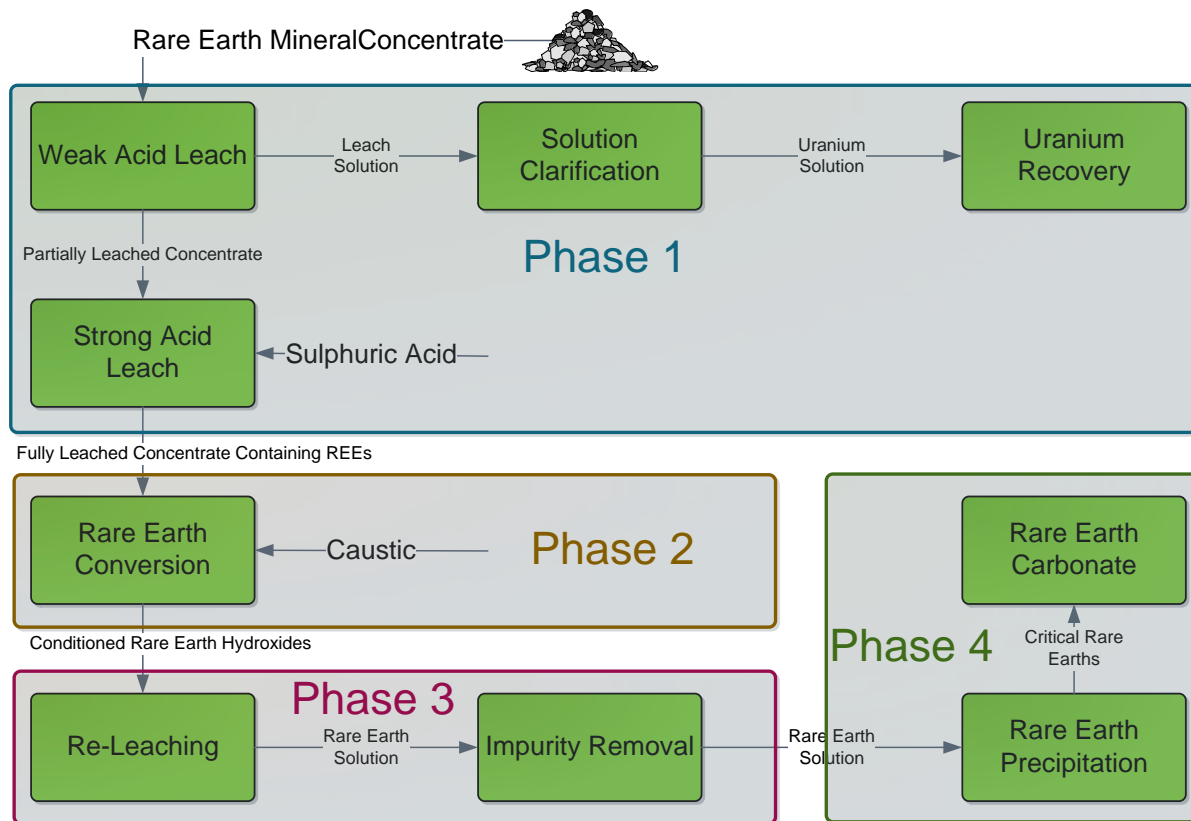 Rare Earth MineralConcentrate
Weak Acid Leach
Leach
Solution
Solution
Clarification
Uranium
Solution
Uranium
Recovery
Partially Leached Concentrate
Phase 1
Strong Acid
Leach
Sulphuric Acid
Fully Leached Concentrate Containing REEs
Rare Earth
Conversion
Caustic
Phase 2
Conditioned Rare Earth Hydroxides
Phase 3
Re-Leaching
Rare Earth
Solution
Impurity Removal
Rare Earth
Solution
Phase 4
Rare Earth
Carbonate
Critical Rare
Earths
Rare Earth
Precipitation